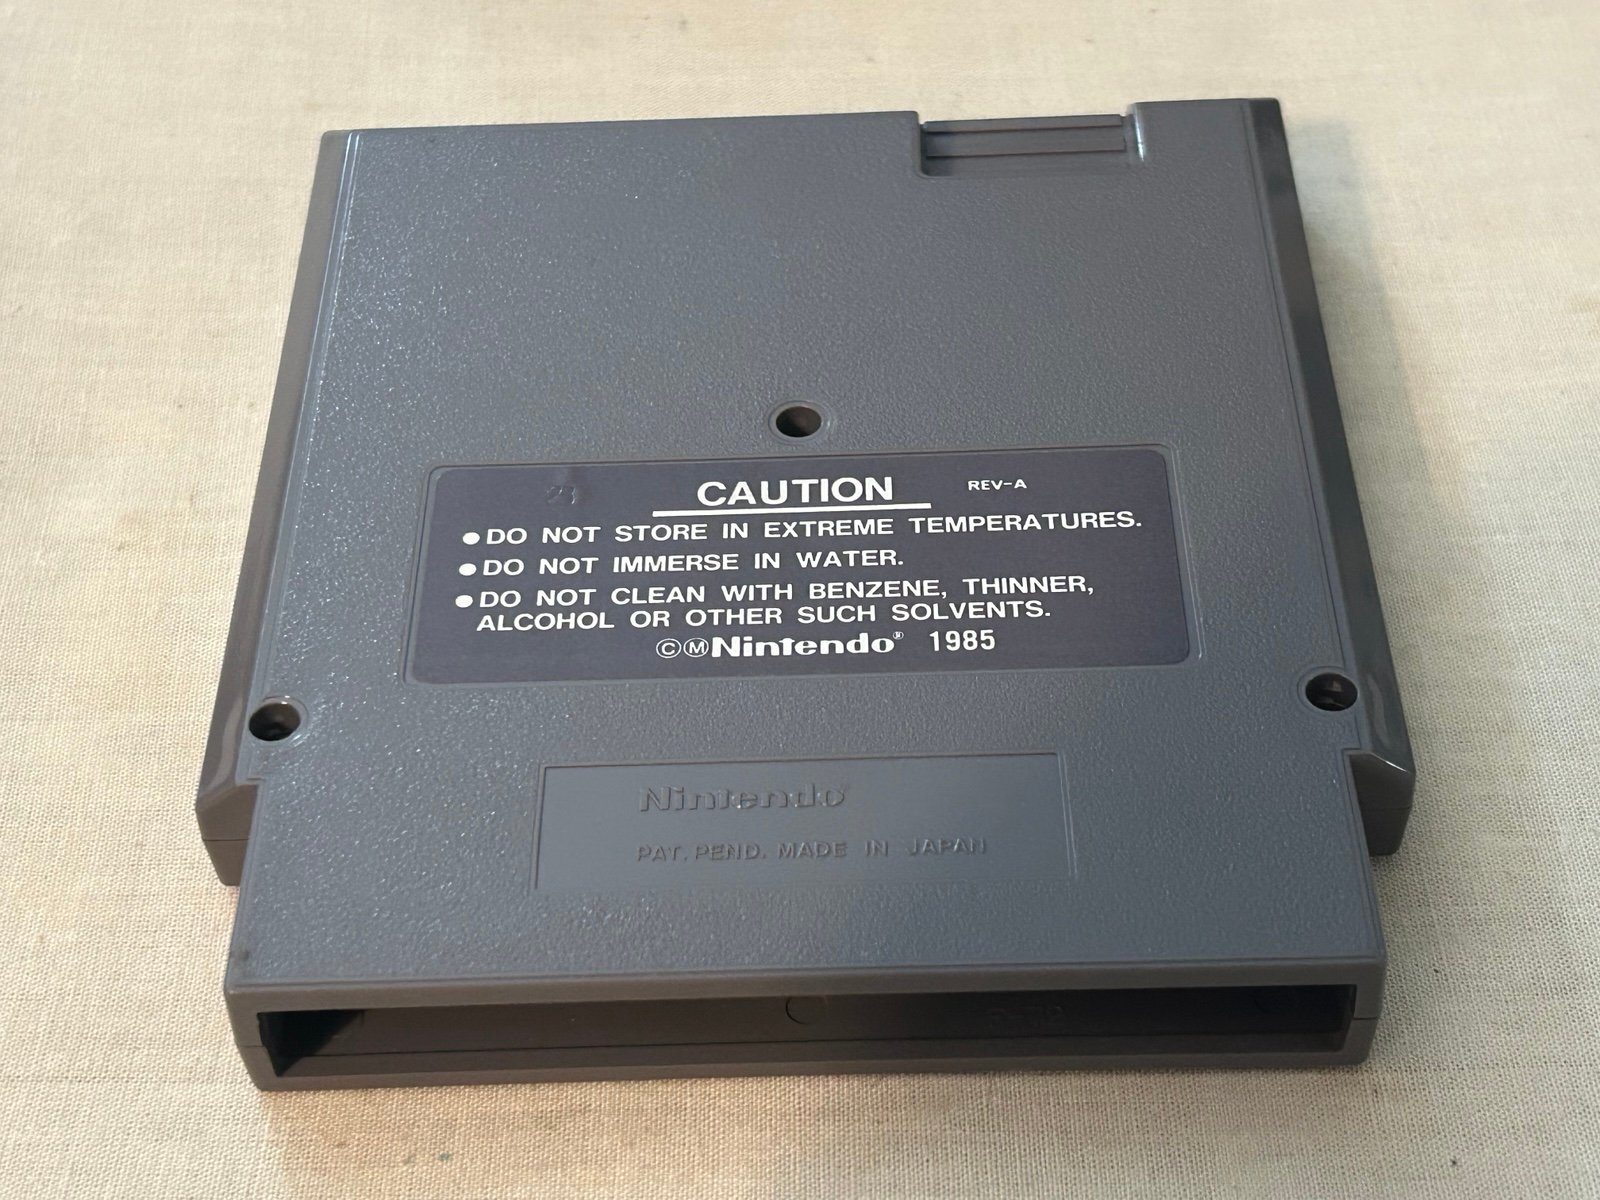 CAUTION REV-A
●DO NOT STORE IN EXTREME TEMPERATURES.
●DO NOT IMMERSE IN WATER.
●DO NOT CLEAN WITH BENZENE, THINNER,
ALCOHOL OR OTHER SUCH SOLVENTS.
ⒸⓂNintendo® 1985
Nintendo®
PAT. PEND. MADE IN JAPAN